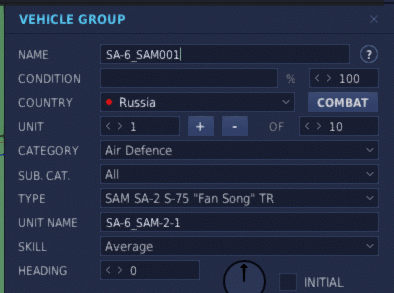 VEHICLE GROUP
NAME SA-6_SAM001 ?
CONDITION % < > 100
COUNTRY Russia COMBAT
UNIT < > 1 + - OF < > 10
CATEGORY Air Defence
SUB. CAT. All
TYPE SAM SA-2 S-75 "Fan Song" TR
UNIT NAME SA-6_SAM-2-1
SKILL Average
HEADING < > 0
INITIAL